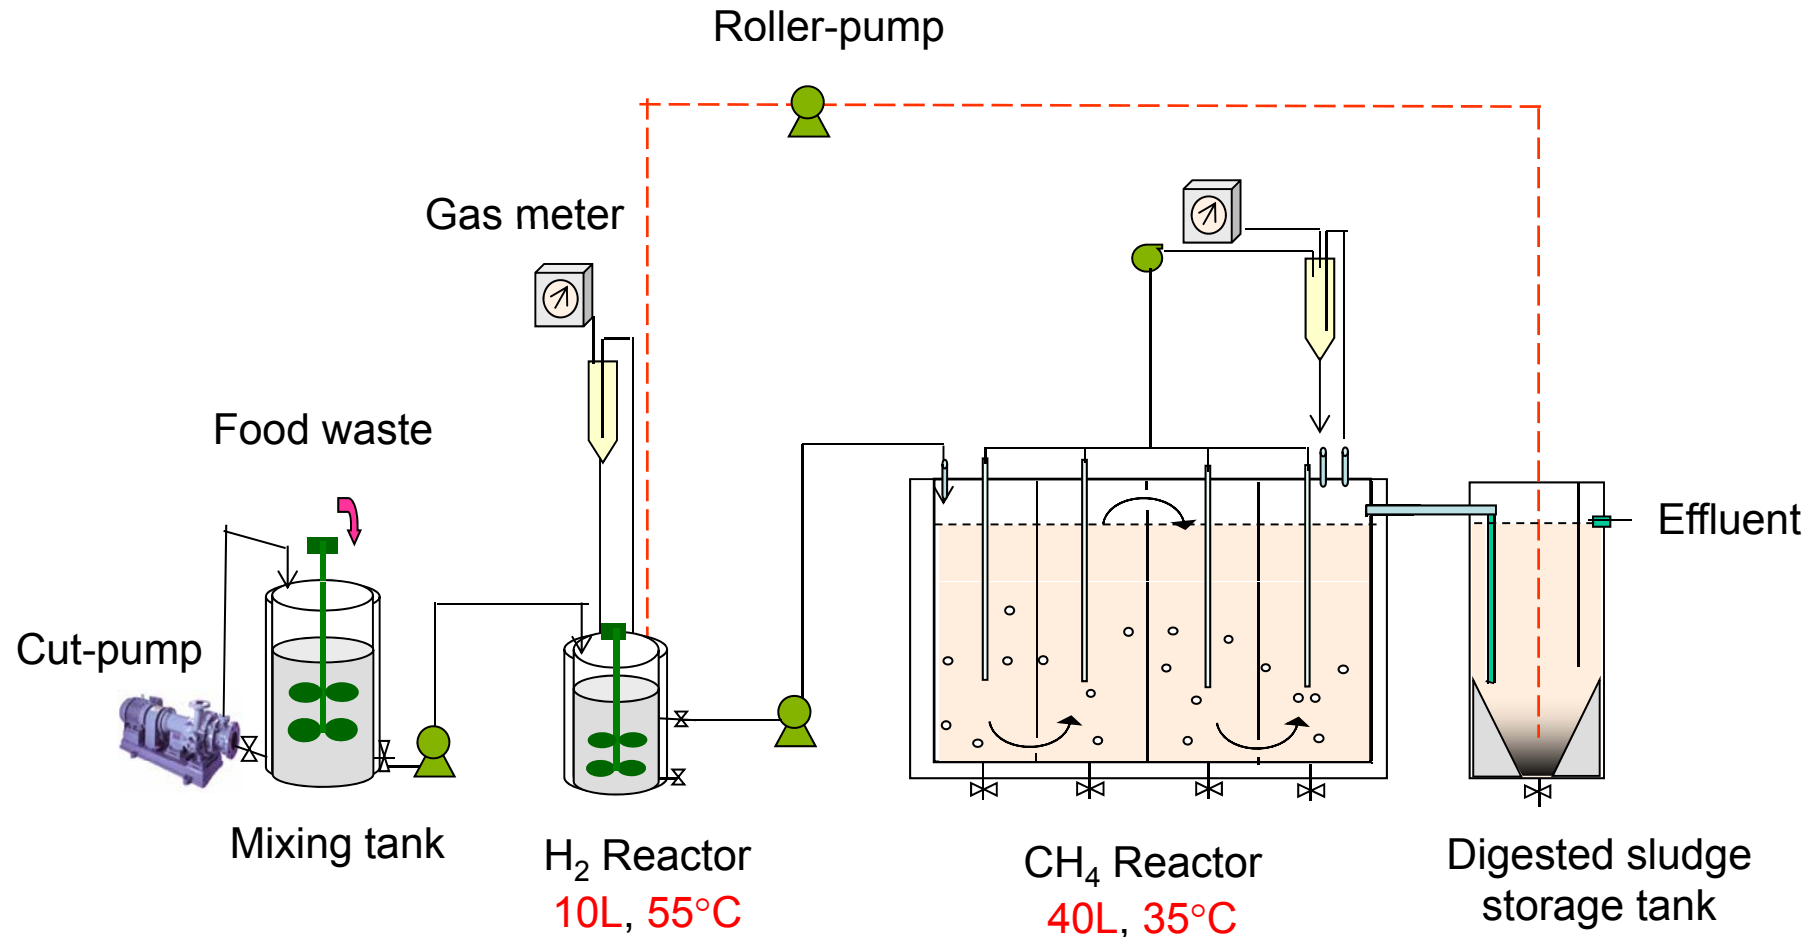 Roller-pump
Gas meter
Food waste
Effluent
Cut-pump
Mixing tank
H₂ Reactor
10L, 55°C
CH₄ Reactor
40L, 35°C
Digested sludge
storage tank